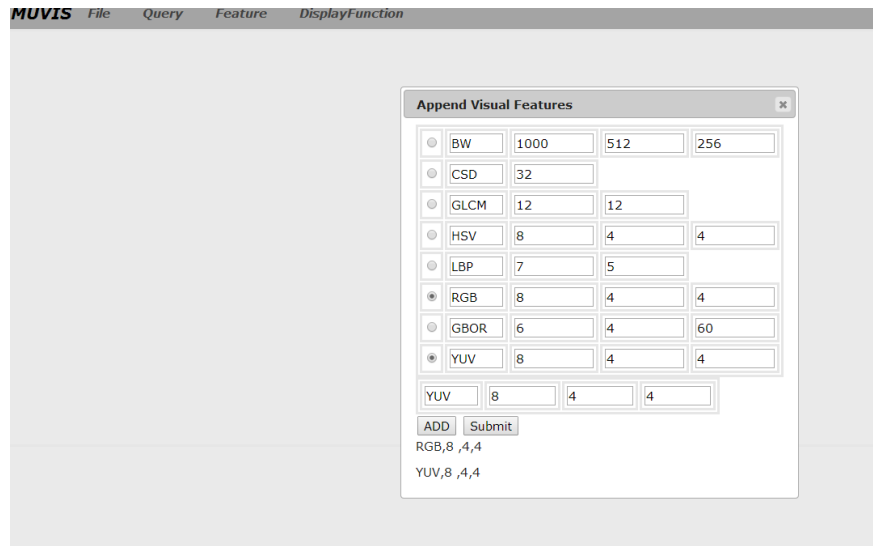 MUVIS File Query Feature DisplayFunction
Append Visual Features
BW 1000 512 256
CSD 32
GLCM 12 12
HSV 8 4 4
LBP 7 5
RGB 8 4 4
GBOR 6 4 60
YUV 8 4 4
YUV 8 4 4
ADD Submit
RGB,8 ,4,4
YUV,8 ,4,4